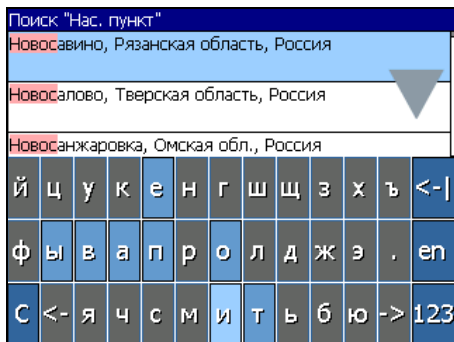 Поиск "Нас. пункт"
Новосавино, Рязанская область, Россия
Новосалово, Тверская область, Россия
Новосанжаровка, Омская обл., Россия
й ц у к е н г ш щ з х ъ <-|
ф ы в а п р о л д ж э . en
C <- я ч с м и т ь б ю -> 123